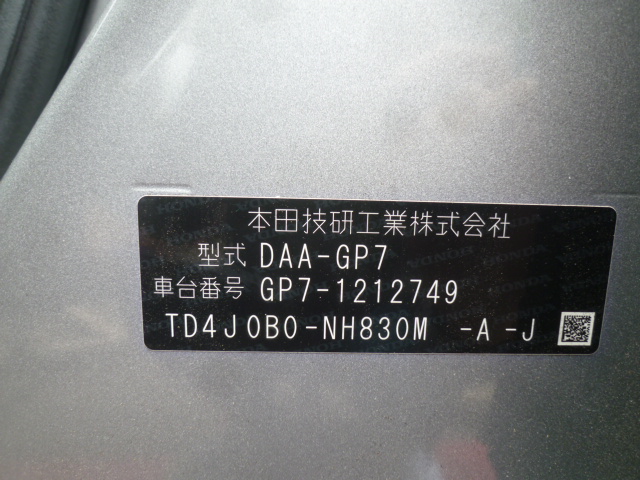 本田技研工業株式会社
型式 DAA-GP7
車台番号 GP7-1212749
TD4J0B0-NH830M -A -J